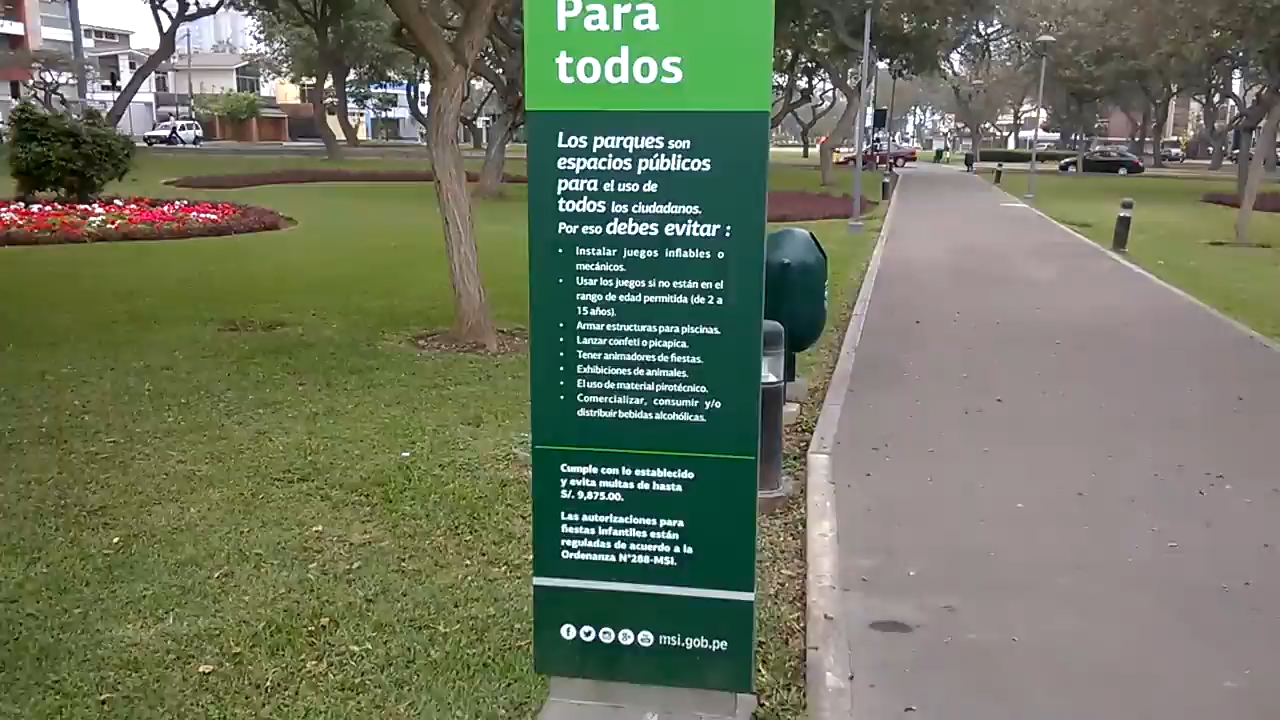 Para
todos
Los parques son
espacios públicos
para el uso de
todos los ciudadanos.
Por eso debes evitar :
• Instalar juegos inflables o
mecánicos.
• Usar los juegos si no están en el
rango de edad permitida (de 2 a
15 años).
• Armar estructuras para piscinas.
• Lanzar confeti o picapica.
• Tener animadores de fiestas.
• Exhibiciones de animales.
• El uso de material pirotécnico.
• Comercializar, consumir y/o
distribuir bebidas alcohólicas.
Cumple con lo establecido
y evita multas de hasta
S/. 9,875.00.
Las autorizaciones para
fiestas infantiles están
reguladas de acuerdo a la
Ordenanza N°288-MSI.
msi.gob.pe